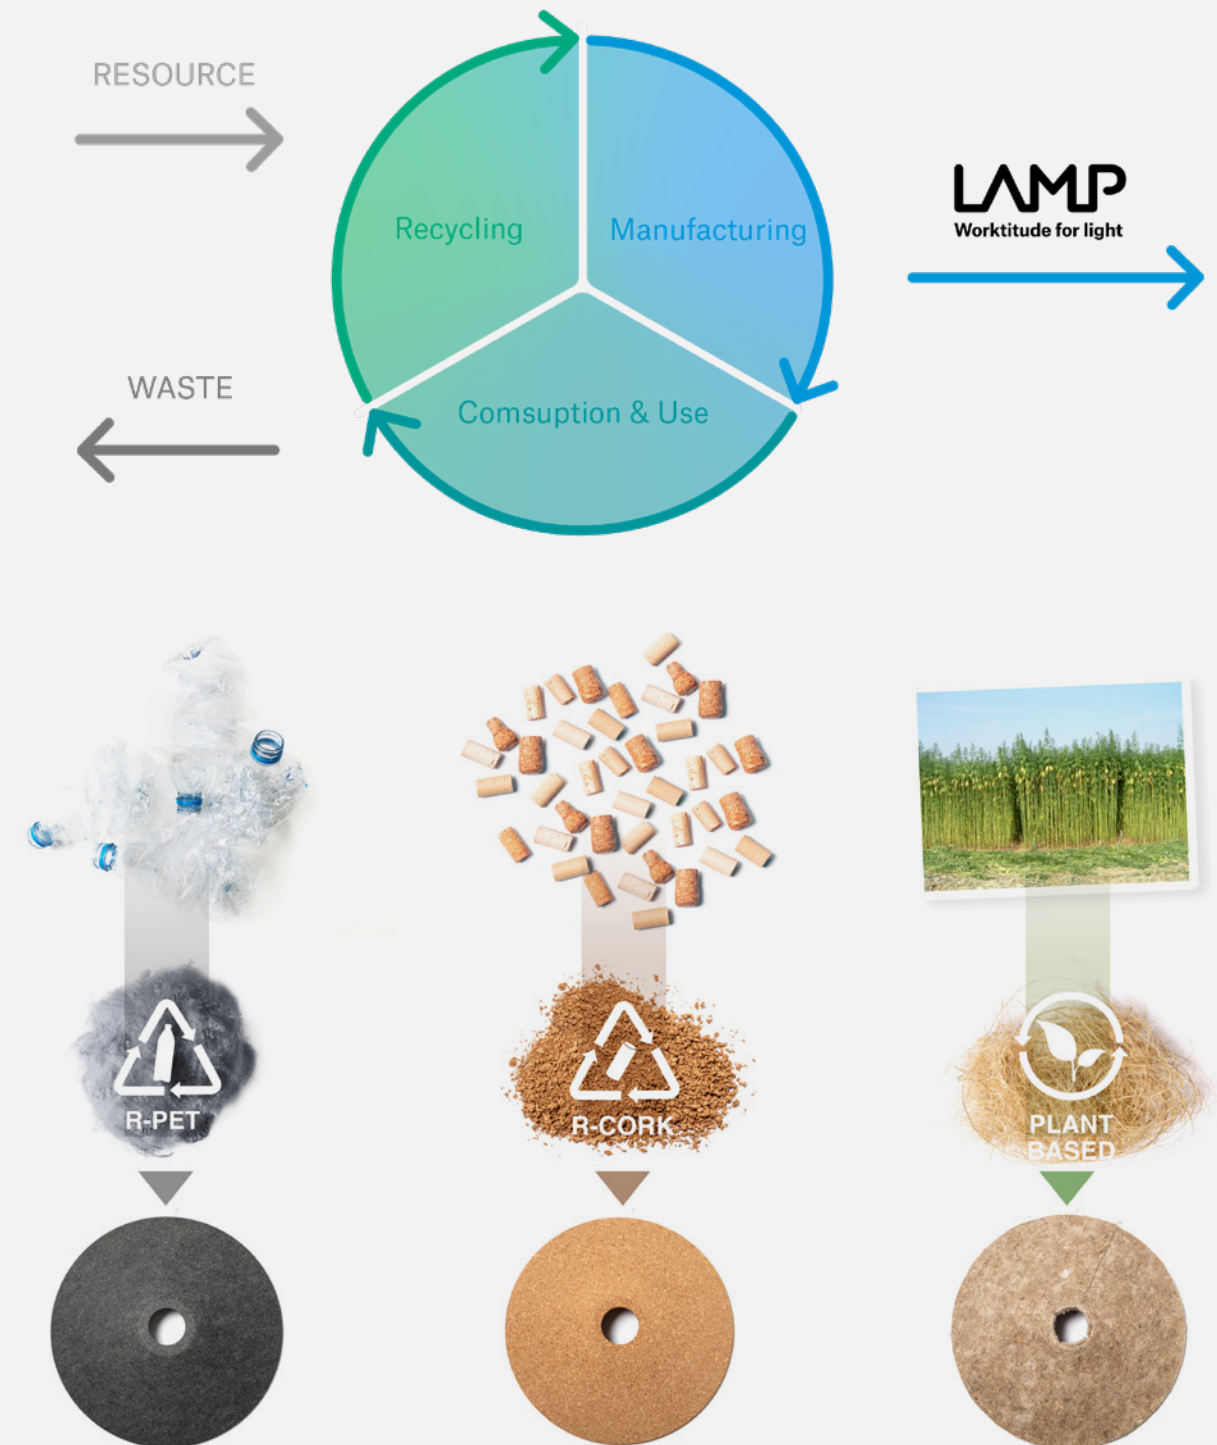 RESOURCE
LAMP
Worktitude for light
Recycling
Manufacturing
WASTE
Comsuption & Use
R-PET
R-CORK
PLANT
BASED